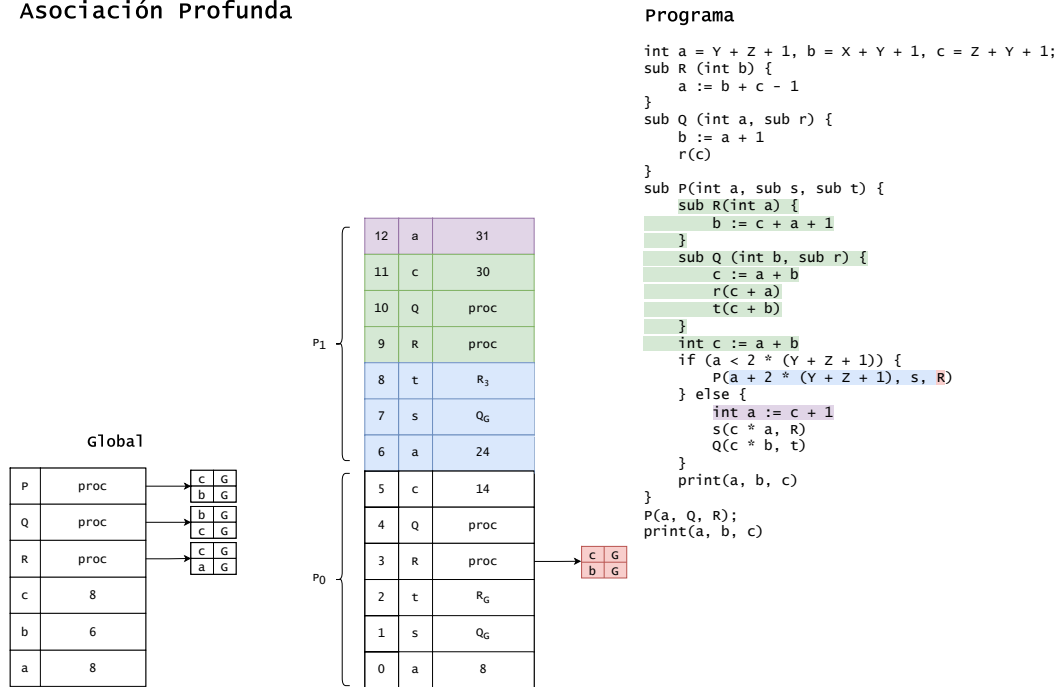 Asociación Profunda
Programa
int a = Y + Z + 1, b = X + Y + 1, c = Z + Y + 1;
sub R (int b) {
a := b + c - 1
}
sub Q (int a, sub r) {
b := a + 1
r(c)
}
sub P(int a, sub s, sub t) {
sub R(int a) {
b := c + a + 1
}
sub Q (int b, sub r) {
c := a + b
r(c + a)
t(c + b)
}
int c := a + b
if (a < 2 * (Y + Z + 1)) {
P(a + 2 * (Y + Z + 1), s, R)
} else {
int a := c + 1
s(c * a, R)
Q(c * b, t)
}
print(a, b, c)
}
P(a, Q, R);
print(a, b, c)
Global
P proc c G
b G
Q proc b G
c G
R proc c G
a G
c 8
b 6
a 8
P1
12 a 31
11 c 30
10 Q proc
9 R proc
8 t R3
7 s QG
6 a 24
P0
5 c 14
4 Q proc
3 R proc c G
b G
2 t RG
1 s QG
0 a 8